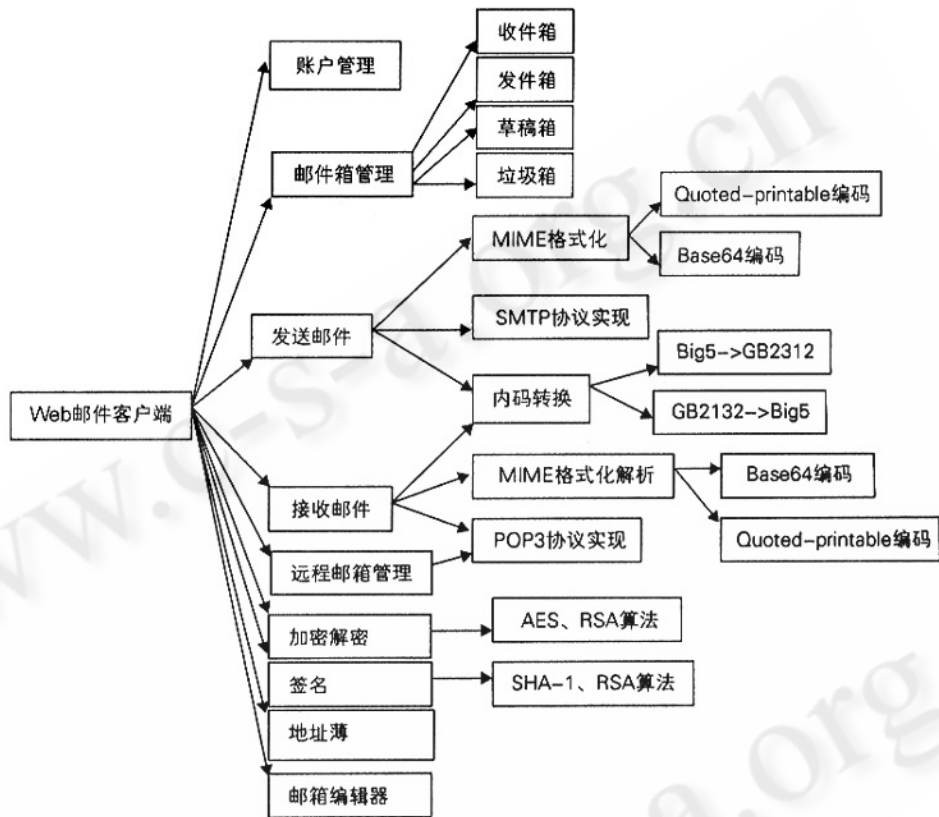 收件箱
账户管理
发件箱
草稿箱
邮件箱管理
垃圾箱
Quoted-printable编码
MIME格式化
Base64编码
SMTP协议实现
发送邮件
Big5->GB2312
内码转换
Web邮件客户端
GB2132->Big5
MIME格式化解析
Base64编码
接收邮件
POP3协议实现
Quoted-printable编码
远程邮箱管理
AES、RSA算法
加密解密
签名
SHA-1、RSA算法
地址薄
邮箱编辑器
www.c-s-a.org.cn